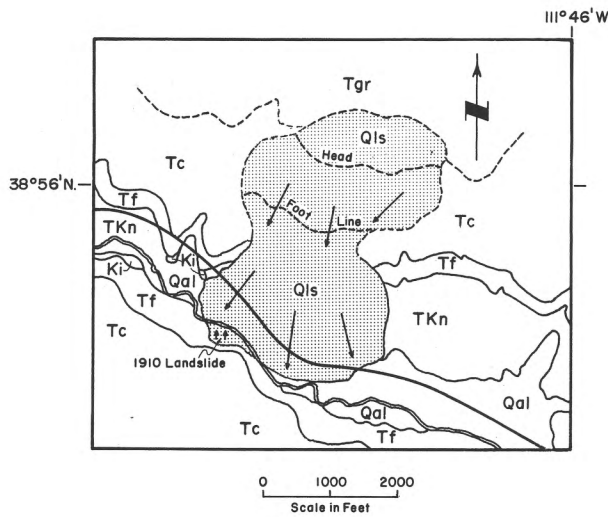 111°46'W
Tgr
Qls
Head
Tc
38°56'N.
Foot
Line
Tc
Tf
TKn
Ki
Tf
Ki
Qal
Qls
TKn
Tf
Tc
1910 Landslide
Qal
Qal
Tc
Tf
0 1000 2000
Scale in Feet